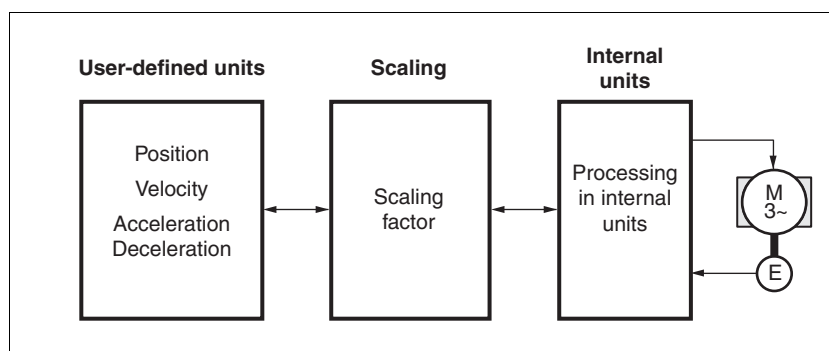 User-defined units
Scaling
Internal
units
Position
Velocity
Acceleration
Deceleration
Scaling
factor
Processing
in internal
units
M
3~
E